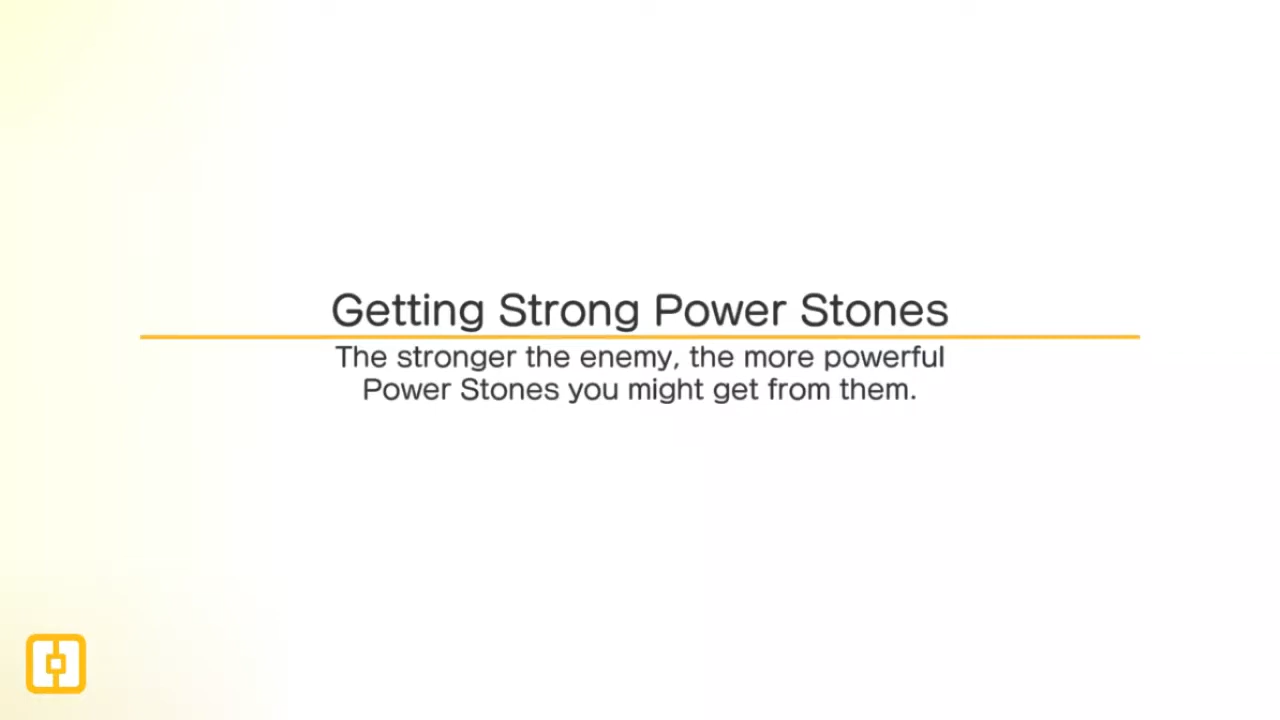 Getting Strong Power Stones
The stronger the enemy, the more powerful
Power Stones you might get from them.